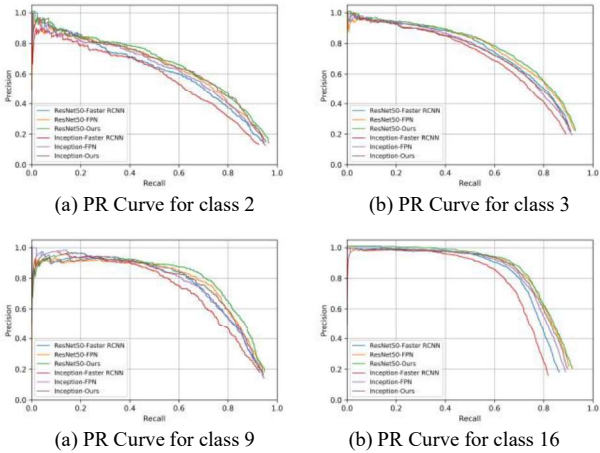 1.0
0.8
0.6
0.4
0.2
0.0
Precision
ResNet50-Faster RCNN
ResNet50-FPN
ResNet50-Ours
Inception-Faster RCNN
Inception-FPN
Inception-Ours
0.0 0.2 0.4 0.6 0.8 1.0
Recall
(a) PR Curve for class 2
1.0
0.8
0.6
0.4
0.2
0.0
Precision
ResNet50-Faster RCNN
ResNet50-FPN
ResNet50-Ours
Inception-Faster RCNN
Inception-FPN
Inception-Ours
0.0 0.2 0.4 0.6 0.8 1.0
Recall
(b) PR Curve for class 3
1.0
0.8
0.6
0.4
0.2
0.0
Precision
ResNet50-Faster RCNN
ResNet50-FPN
ResNet50-Ours
Inception-Faster RCNN
Inception-FPN
Inception-Ours
0.0 0.2 0.4 0.6 0.8 1.0
Recall
(a) PR Curve for class 9
1.0
0.8
0.6
0.4
0.2
0.0
Precision
ResNet50-Faster RCNN
ResNet50-FPN
ResNet50-Ours
Inception-Faster RCNN
Inception-FPN
Inception-Ours
0.0 0.2 0.4 0.6 0.8 1.0
Recall
(b) PR Curve for class 16